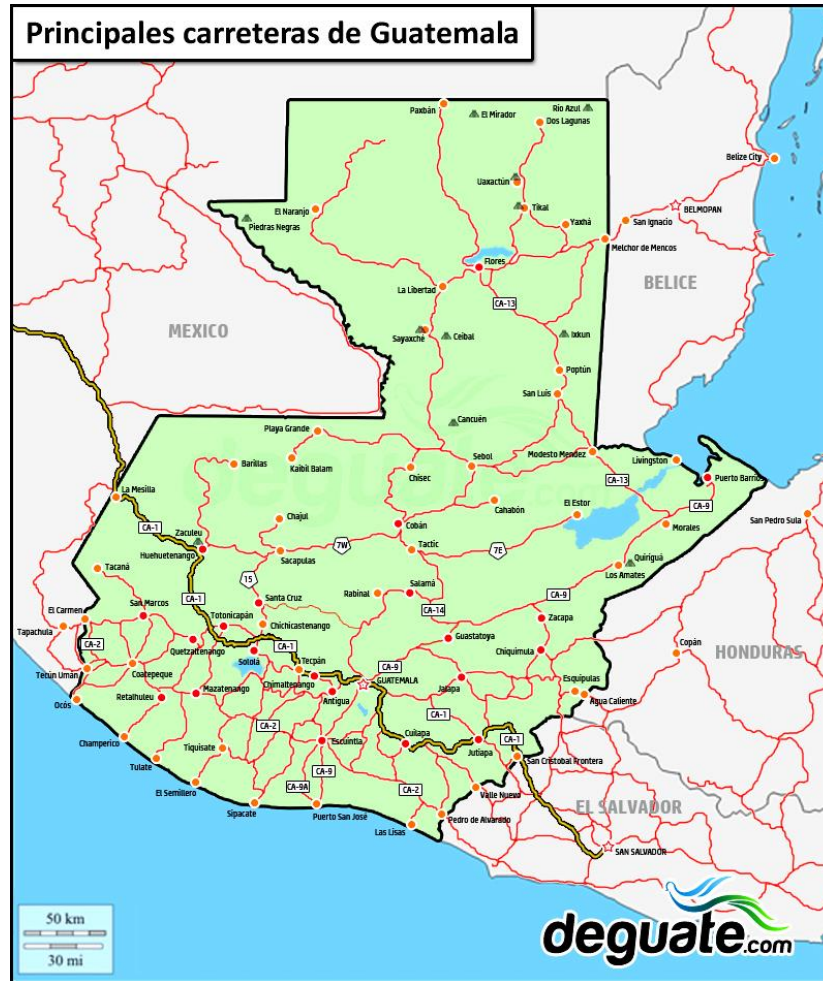 Principales carreteras de Guatemala
Paxbán
El Mirador
Río Azul
Dos Lagunas
Belize City
Uaxactún
Tikal
El Naranjo
Piedras Negras
Yaxhá
San Ignacio
BELMOPAN
Melchor de Mencos
Flores
La Libertad
BELICE
CA-13
MEXICO
Sayaxché
Ceibal
Ixkun
Poptún
San Luis
Cancuén
deguate
Playa Grande
Barillas
Kaibil Balam
Chisec
Sebol
Modesto Mendez
Livingston
Puerto Barrios
CA-13
La Mesilla
Cahabón
El Estor
CA-9
San Pedro Sula
CA-1
Chajul
Cobán
Morales
Zaculeu
Huehuetenango
Sacapulas
7W
Tactic
7E
Quiriguá
Los Amates
Tacaná
15
CA-1
Santa Cruz
Rabinal
Salamá
CA-9
CA-14
El Carmen
San Marcos
Totonicapán
Chichicastenango
Zacapa
Tapachula
CA-2
Quetzaltenango
CA-1
Guastatoya
Copán
HONDURAS
Sololá
Tecpán
CA-9
Chiquimula
Tecún Umán
Coatepeque
Chimaltenango
GUATEMALA
Jalapa
Esquípulas
Agua Caliente
Ocós
Retalhuleu
Mazatenango
Antigua
CA-2
CA-1
Champerico
Tiquisate
Escuintla
Cuilapa
Jutiapa
CA-1
San Cristobal Frontera
Tulate
CA-9
El Semillero
CA-9A
CA-2
Valle Nuevo
Sipacate
Puerto San José
Pedro de Alvarado
EL SALVADOR
Las Lisas
SAN SALVADOR
50 km
30 mi
deguate.com